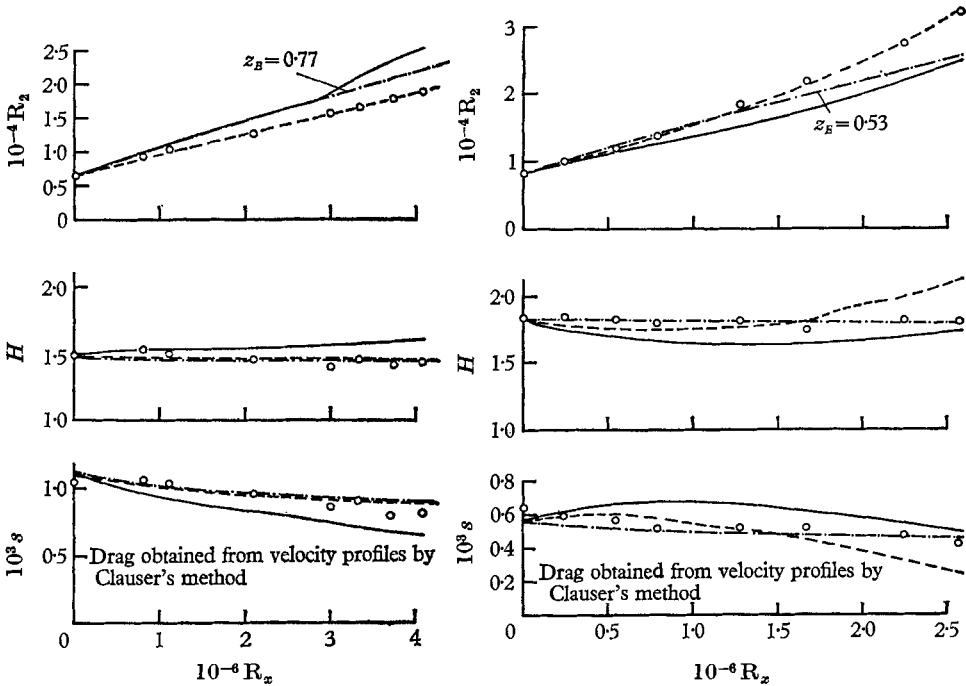 10⁻⁴ R₂
2·5
2·0
1·5
1·0
0·5
0
z_E = 0·77
H
2·0
1·5
1·0
10³ s
1·0
0·5
Drag obtained from velocity profiles by
Clauser's method
0 1 2 3 4
10⁻⁶ R_x
10⁻⁴ R₂
3
2
1
0
z_E = 0·53
H
2·0
1·5
1·0
10³ s
0·8
0·6
0·4
0·2
Drag obtained from velocity profiles by
Clauser's method
0 0·5 1·0 1·5 2·0 2·5
10⁻⁶ R_x